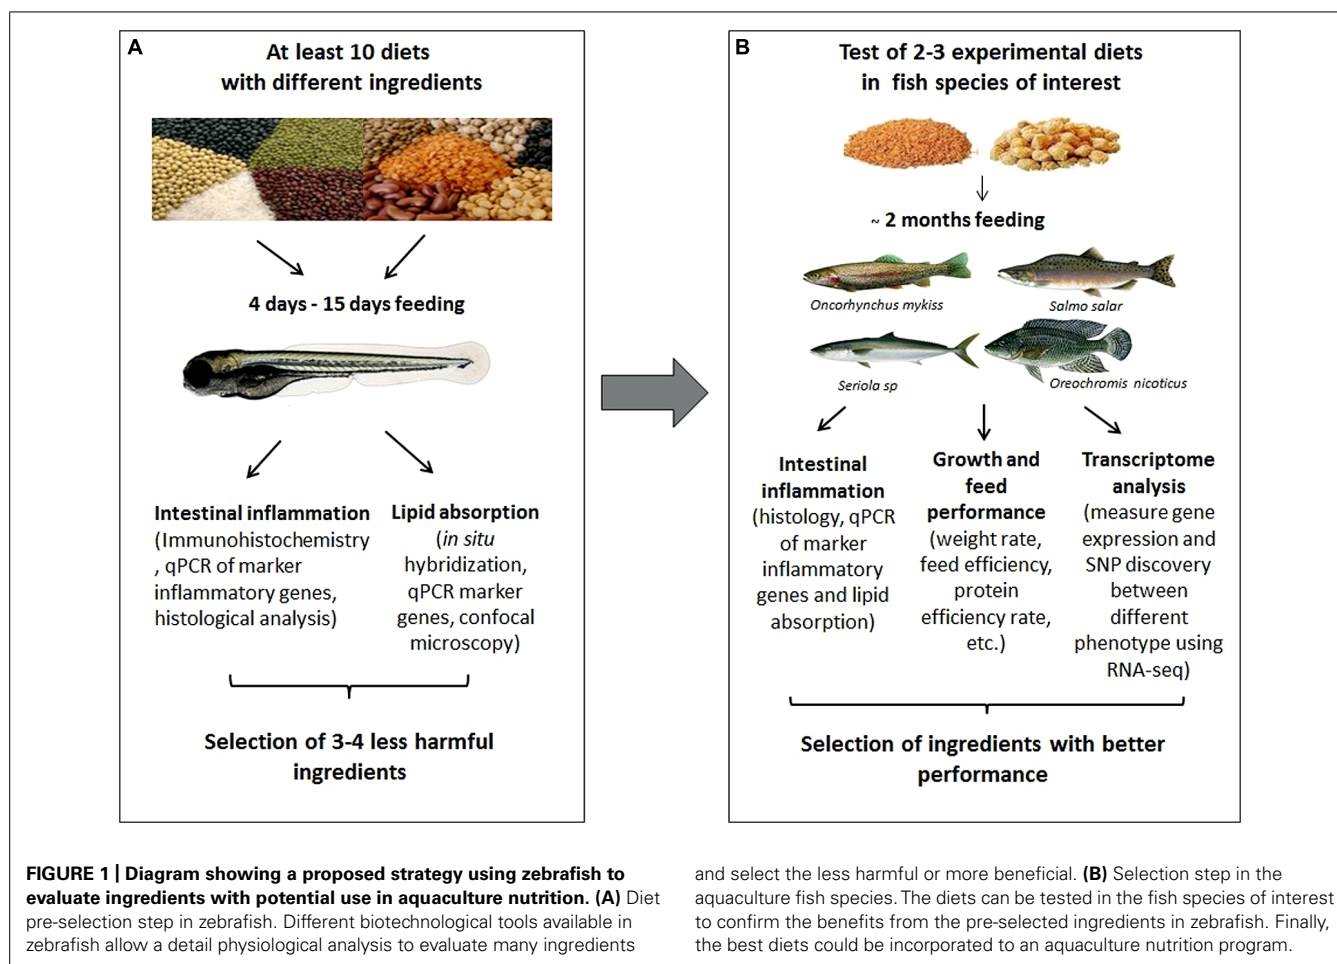 A
At least 10 diets
with different ingredients
4 days - 15 days feeding
Intestinal inflammation
(Immunohistochemistry
, qPCR of marker
inflammatory genes,
histological analysis)
Lipid absorption
(in situ
hybridization,
qPCR marker
genes, confocal
microscopy)
Selection of 3-4 less harmful
ingredients
B
Test of 2-3 experimental diets
in fish species of interest
~ 2 months feeding
Oncorhynchus mykiss
Salmo salar
Seriola sp
Oreochromis nicoticus
Intestinal
inflammation
(histology, qPCR
of marker
inflammatory
genes and lipid
absorption)
Growth and
feed
performance
(weight rate,
feed efficiency,
protein
efficiency rate,
etc.)
Transcriptome
analysis
(measure gene
expression and
SNP discovery
between
different
phenotype using
RNA-seq)
Selection of ingredients with better
performance
FIGURE 1 | Diagram showing a proposed strategy using zebrafish to
evaluate ingredients with potential use in aquaculture nutrition. (A) Diet
pre-selection step in zebrafish. Different biotechnological tools available in
zebrafish allow a detail physiological analysis to evaluate many ingredients
and select the less harmful or more beneficial. (B) Selection step in the
aquaculture fish species. The diets can be tested in the fish species of interest
to confirm the benefits from the pre-selected ingredients in zebrafish. Finally,
the best diets could be incorporated to an aquaculture nutrition program.